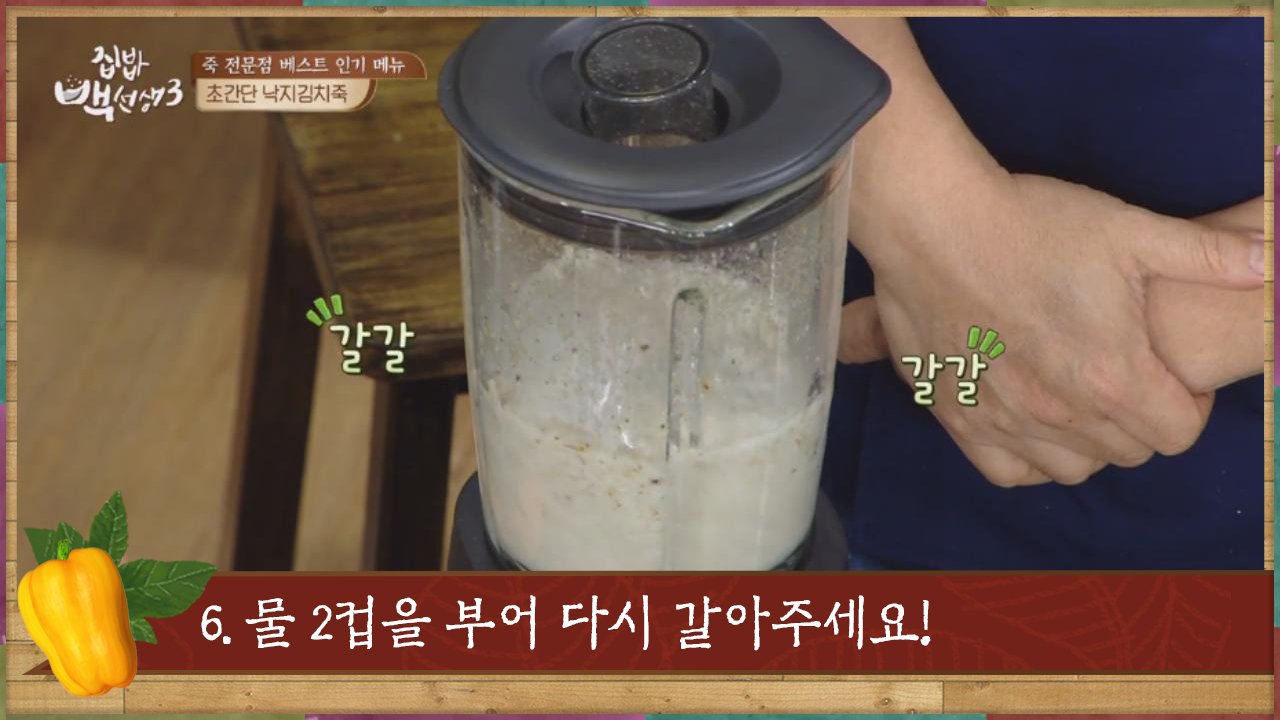 집밥
백선생3
죽 전문점 베스트 인기 메뉴
초간단 낙지김치죽
갈갈
갈갈
6. 물 2컵을 부어 다시 갈아주세요!